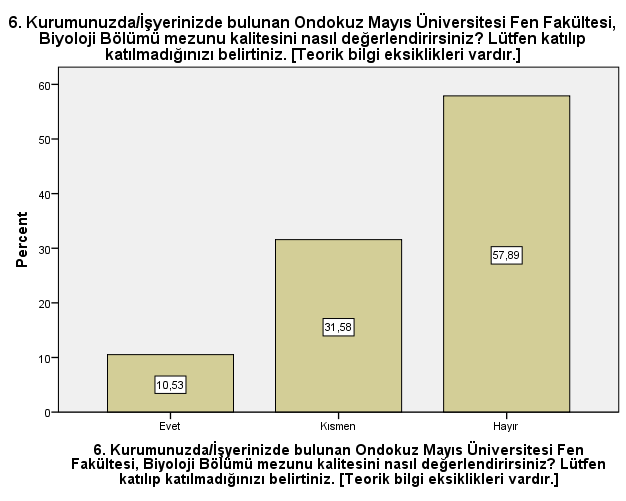 6. Kurumunuzda/İşyerinizde bulunan Ondokuz Mayıs Üniversitesi Fen Fakültesi,
Biyoloji Bölümü mezunu kalitesini nasıl değerlendirirsiniz? Lütfen katılıp
katılmadığınızı belirtiniz. [Teorik bilgi eksiklikleri vardır.]
60
50
40
30
20
10
0
Percent
10,53
31,58
57,89
Evet
Kısmen
Hayır
6. Kurumunuzda/İşyerinizde bulunan Ondokuz Mayıs Üniversitesi Fen
Fakültesi, Biyoloji Bölümü mezunu kalitesini nasıl değerlendirirsiniz? Lütfen
katılıp katılmadığınızı belirtiniz. [Teorik bilgi eksiklikleri vardır.]